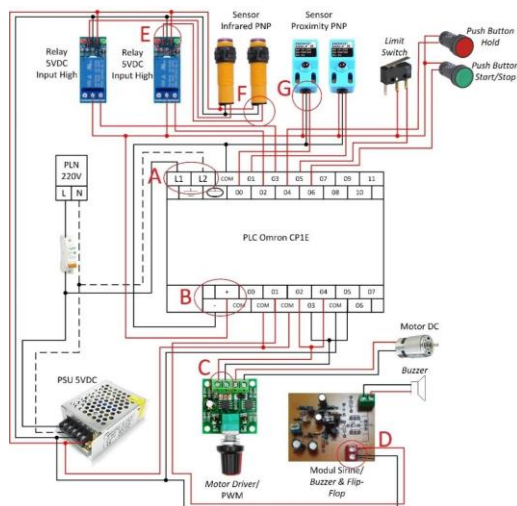 E
Relay
5VDC
Input High
Relay
5VDC
Input High
Sensor
Infrared PNP
Sensor
Proximity PNP
Limit
Switch
Push Button
Hold
Push Button
Start/Stop
F
G
PLN
220V
L N
A
L1 L2 COM 01 03 05 07 09 11
00 02 04 06 08 10
PLC Omron CP1E
B
+ 00 01 02 04 05 07
- COM COM COM 03 COM 06
PSU 5VDC
C
Motor DC
Buzzer
D
Motor Driver/
PWM
Modul Sirine/
Buzzer & Flip-
Flop